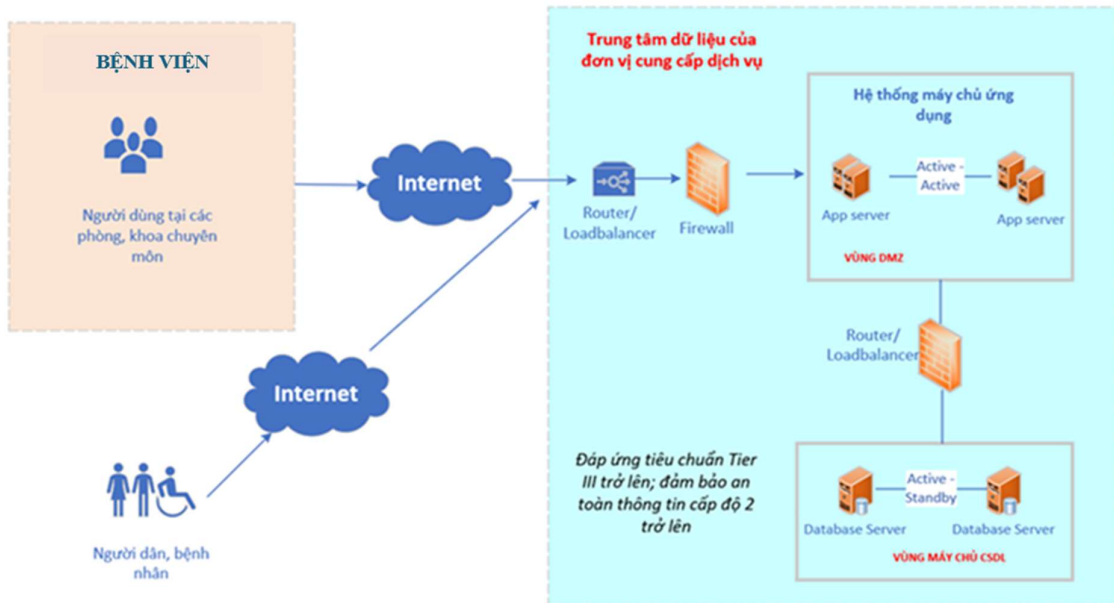 BỆNH VIỆN
Người dùng tại các
phòng, khoa chuyên
môn
Internet
Internet
Người dân, bệnh
nhân
Trung tâm dữ liệu của
đơn vị cung cấp dịch vụ
Router/
Loadbalancer
Firewall
Hệ thống máy chủ ứng
dụng
App server
Active -
Active
App server
VÙNG DMZ
Router/
Loadbalancer
Đáp ứng tiêu chuẩn Tier
III trở lên; đảm bảo an
toàn thông tin cấp độ 2
trở lên
Database Server
Active -
Standby
Database Server
VÙNG MÁY CHỦ CSDL